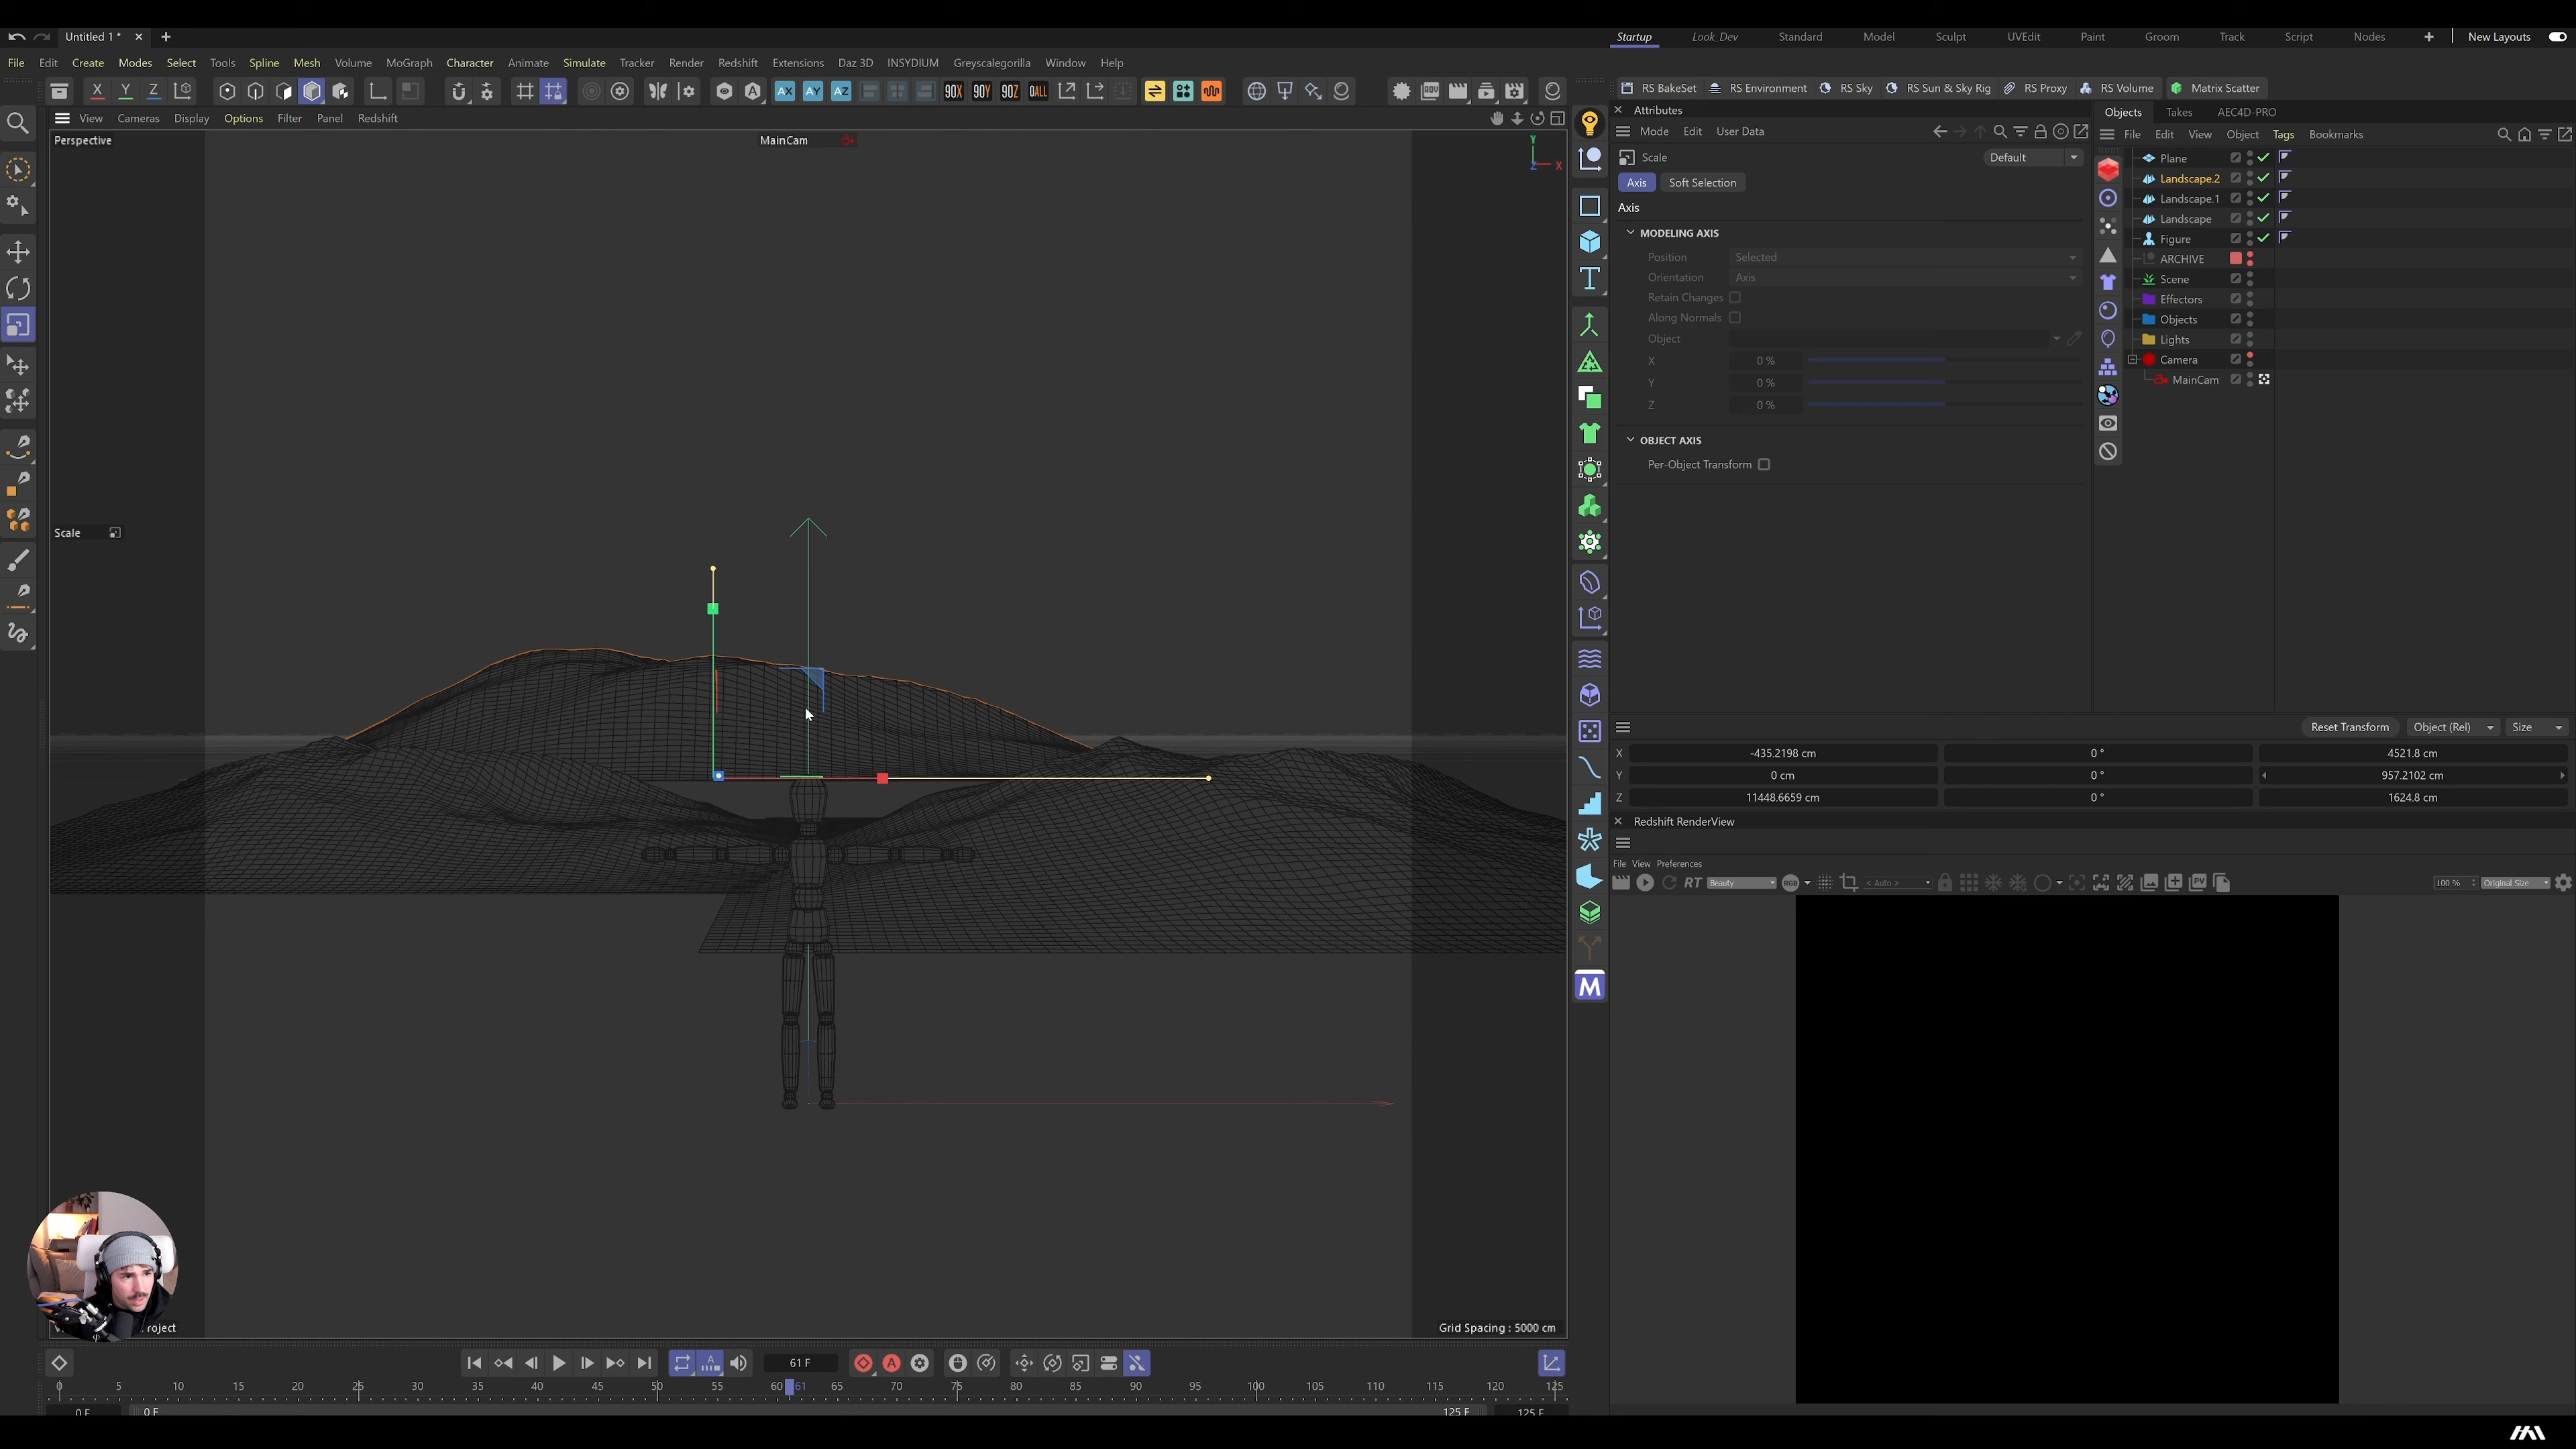 Untitled 1 *
Startup Look_Dev Standard Model Sculpt UVEdit Paint Groom Track Script Nodes New Layouts
File Edit Create Modes Select Tools Spline Mesh Volume MoGraph Character Animate Simulate Tracker Render Redshift Extensions Daz 3D INSYDIUM Greyscalegorilla Window Help
X Y Z AX AY AZ 90X 90Y 90Z 0ALL
RS BakeSet RS Environment RS Sky RS Sun & Sky Rig RS Proxy RS Volume Matrix Scatter
View Cameras Display Options Filter Panel Redshift
Perspective
MainCam
Y
X
Z
Scale
Grid Spacing : 5000 cm
roject
Attributes
Mode Edit User Data
Scale
Default
Axis Soft Selection
Axis
MODELING AXIS
Position Selected
Orientation Axis
Retain Changes
Along Normals
Object
X 0 %
Y 0 %
Z 0 %
OBJECT AXIS
Per-Object Transform
Objects Takes AEC4D-PRO
File Edit View Object Tags Bookmarks
Plane
Landscape.2
Landscape.1
Landscape
Figure
ARCHIVE
Scene
Effectors
Objects
Lights
Camera
MainCam
Reset Transform Object (Rel) Size
X -435.2198 cm 0 ° 4521.8 cm
Y 0 cm 0 ° 957.2102 cm
Z 11448.6659 cm 0 ° 1624.8 cm
Redshift RenderView
File View Preferences
RT Beauty RGB < Auto > PV 100 % Original Size
M
61 F
0 5 10 15 20 25 30 35 40 45 50 55 60 61 65 70 75 80 85 90 95 100 105 110 115 120 125
0 F 0 F 125 F 125 F